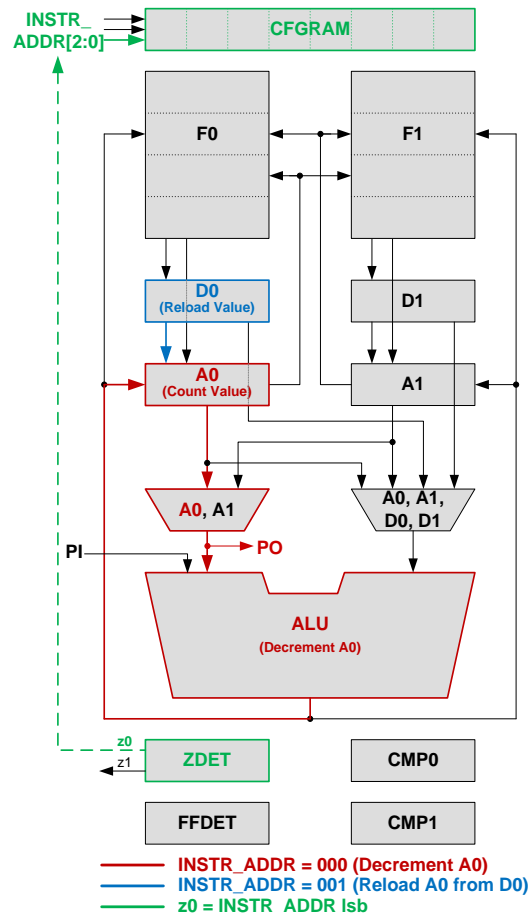 INSTR_
ADDR[2:0]
CFGRAM
F0
F1
D0
(Reload Value)
D1
A0
(Count Value)
A1
A0, A1
A0, A1,
D0, D1
PI
PO
ALU
(Decrement A0)
z0
z1
ZDET
CMP0
FFDET
CMP1
INSTR_ADDR = 000 (Decrement A0)
INSTR_ADDR = 001 (Reload A0 from D0)
z0 = INSTR_ADDR lsb